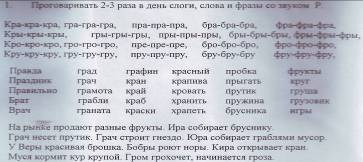 1. Проговаривать 2-3 раза в день слоги, слова и фразы со звуком Р.
Кра-кра-кра, гра-гра-гра, пра-пра-пра, бра-бра-бра, фра-фра-фра,
Кры-кры-кры, гры-гры-гры, пры-пры-пры, бры-бры-бры, фры-фры-фры,
Кро-кро-кро, гро-гро-гро, пре-пре-пре, бро-бро-бро, фро-фро-фро,
Кру-кру-кру, гру-гру-гру, пру-пру-пру, бру-бру-бру, фру-фру-фру
Правда град графин красный пробка фрукты
Праздник грач кран крапива прыгать круг
Правильно грамота край кровать прутик груша
Брат грабли краб хранить пружина грузовик
Врач граната краски храпеть брусника игры
На рынке продают разные фрукты. Ира собирает бруснику.
Грач несет прутик. Грач строит гнездо. Юра собирает граблями мусор.
У Веры красивая брошка. Бобры роют норы. Кира открывает кран.
Муся кормит кур крупой. Гром грохочет, начинается гроза.